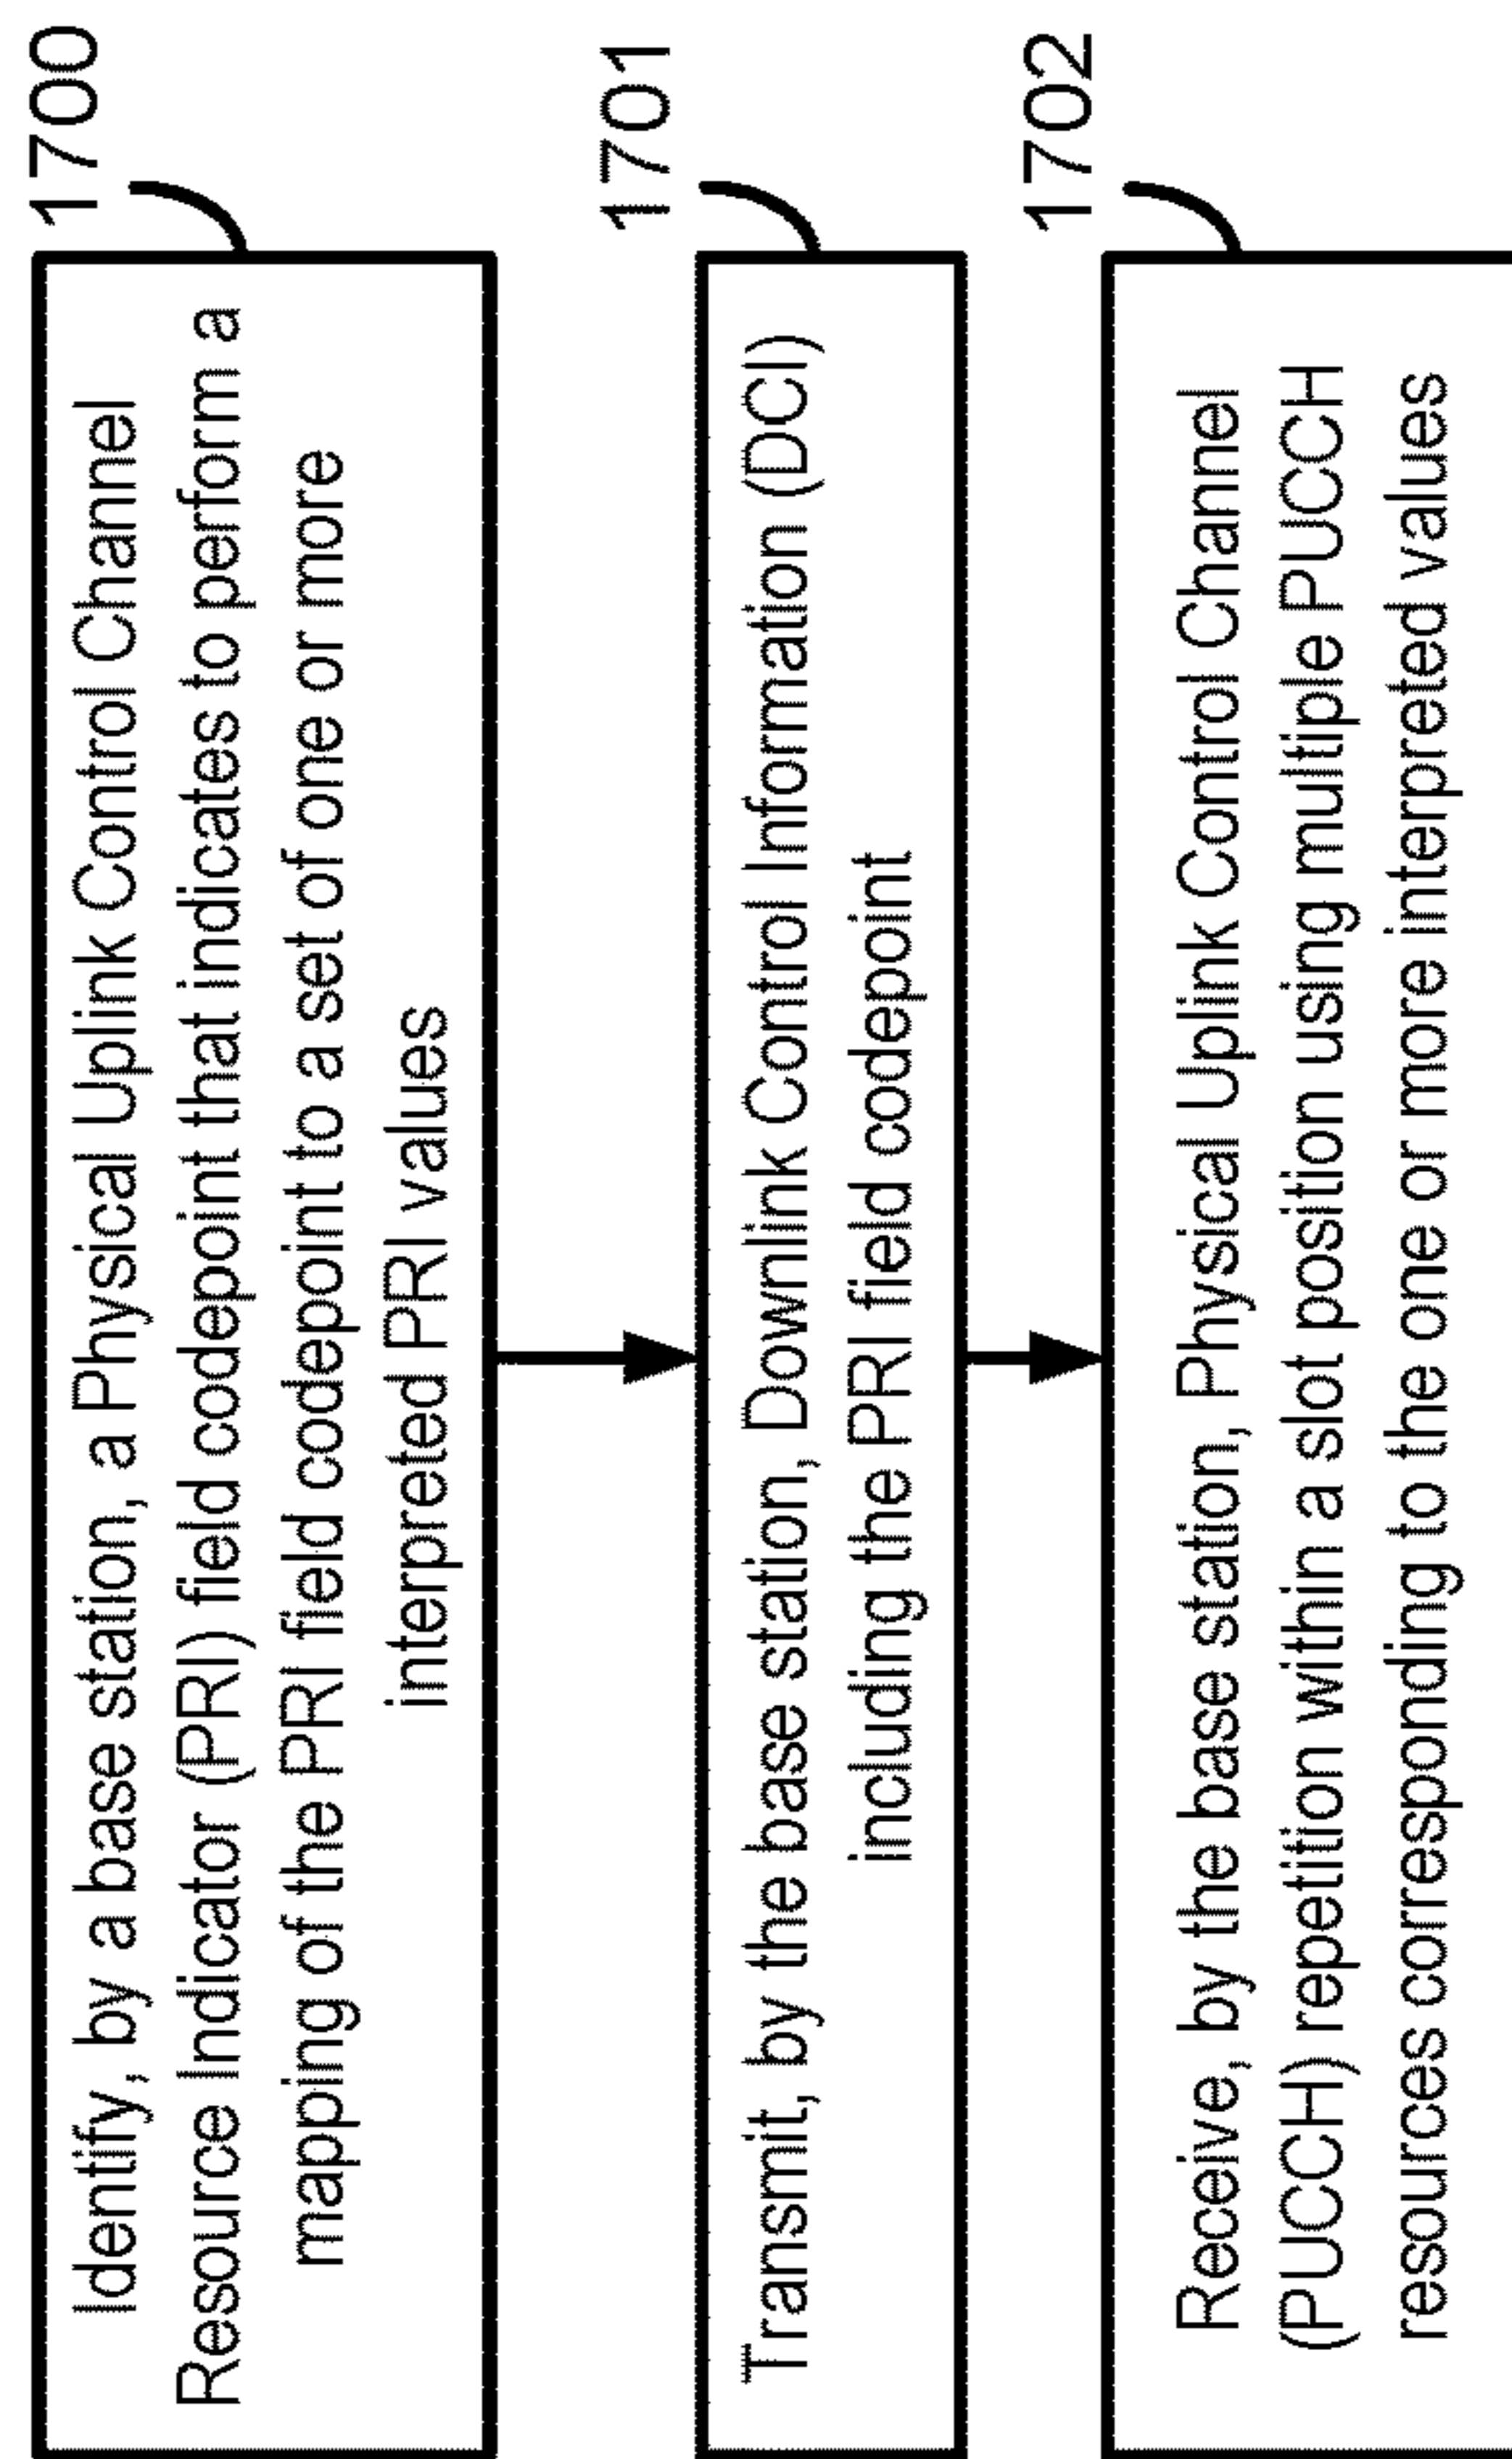 1700
Identify, by a base station, a Physical Uplink Control Channel
Resource Indicator (PRI) field codepoint that indicates to perform a
mapping of the PRI field codepoint to a set of one or more
interpreted PRI values
1701
Transmit, by the base station, Downlink Control Information (DCI)
including the PRI field codepoint
1702
Receive, by the base station, Physical Uplink Control Channel
(PUCCH) repetition within a slot position using multiple PUCCH
resources corresponding to the one or more interpreted values